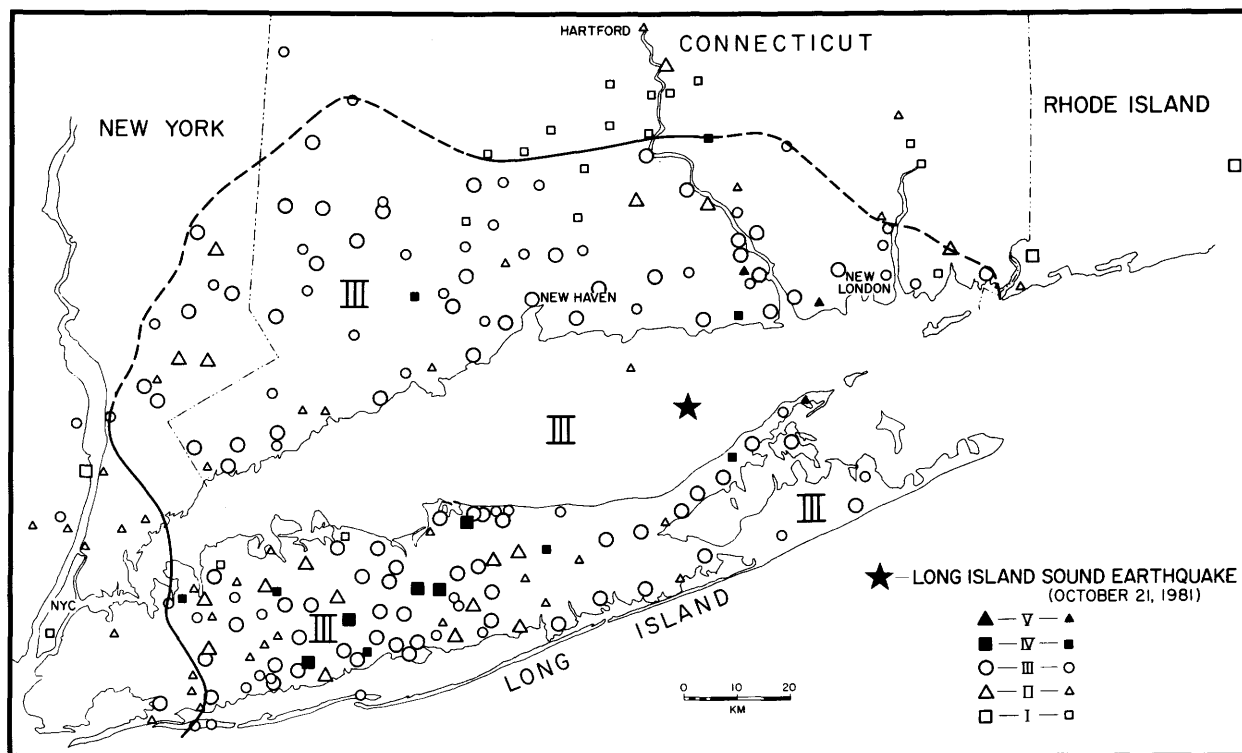 HARTFORD
CONNECTICUT
NEW YORK
RHODE ISLAND
III
NEW HAVEN
NEW LONDON
III
III
NYC
III
LONG ISLAND
LONG ISLAND SOUND EARTHQUAKE
(OCTOBER 21, 1981)
V
IV
III
II
I
0 10 20
KM